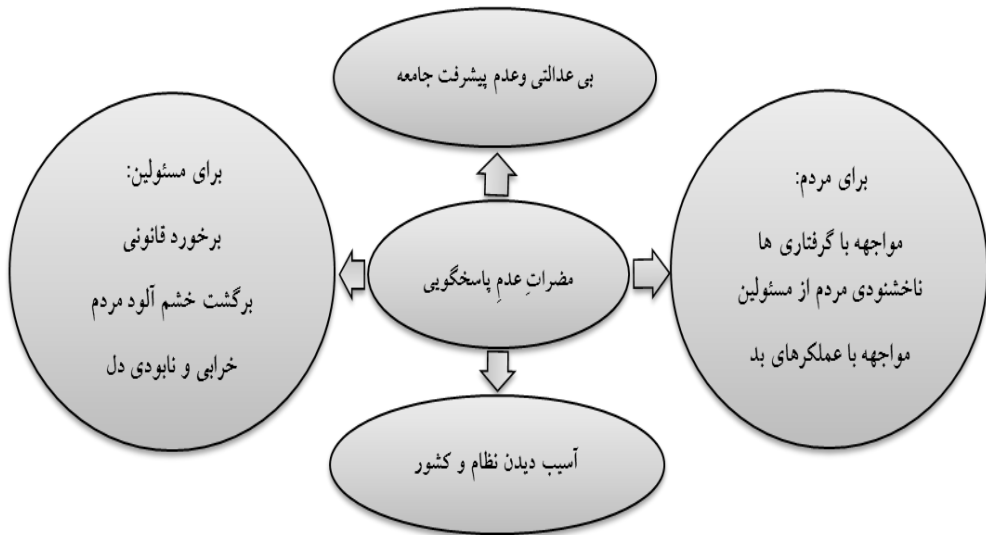 بی عدالتی وعدم پیشرفت جامعه
برای مردم:
مواجهه با گرفتاری ها
ناخشنودی مردم از مسئولین
مواجهه با عملکرهای بد
مضراتِ عدمِ پاسخگویی
برای مسئولین:
برخورد قانونی
برگشت خشم آلود مردم
خرابی و نابودی دل
آسیب دیدن نظام و کشور